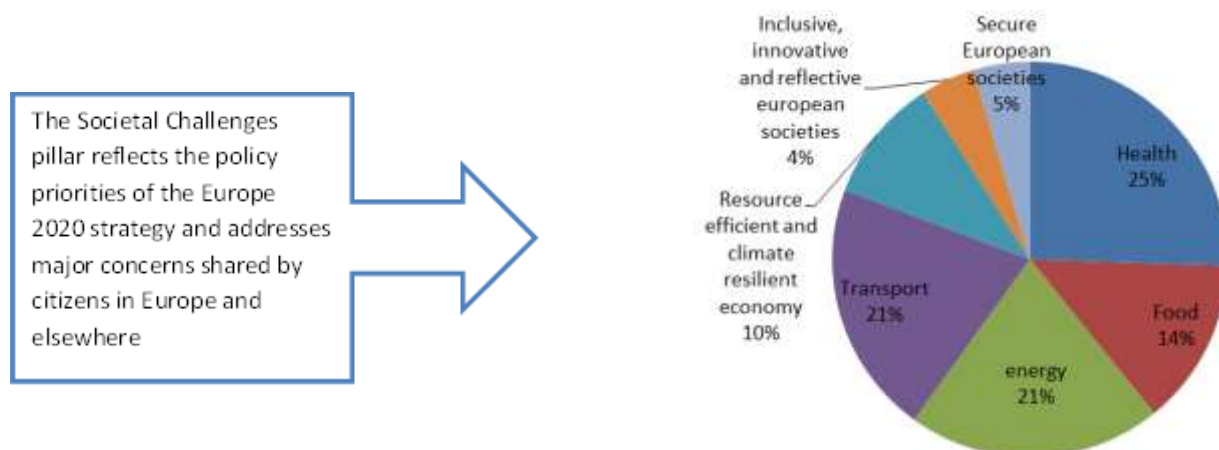 The Societal Challenges
pillar reflects the policy
priorities of the Europe
2020 strategy and addresses
major concerns shared by
citizens in Europe and
elsewhere
Inclusive,
innovative
and reflective
european
societies
4%
Secure
European
societies
5%
Health
25%
Resource
efficient and
climate
resilient
economy
10%
Transport
21%
Food
14%
energy
21%